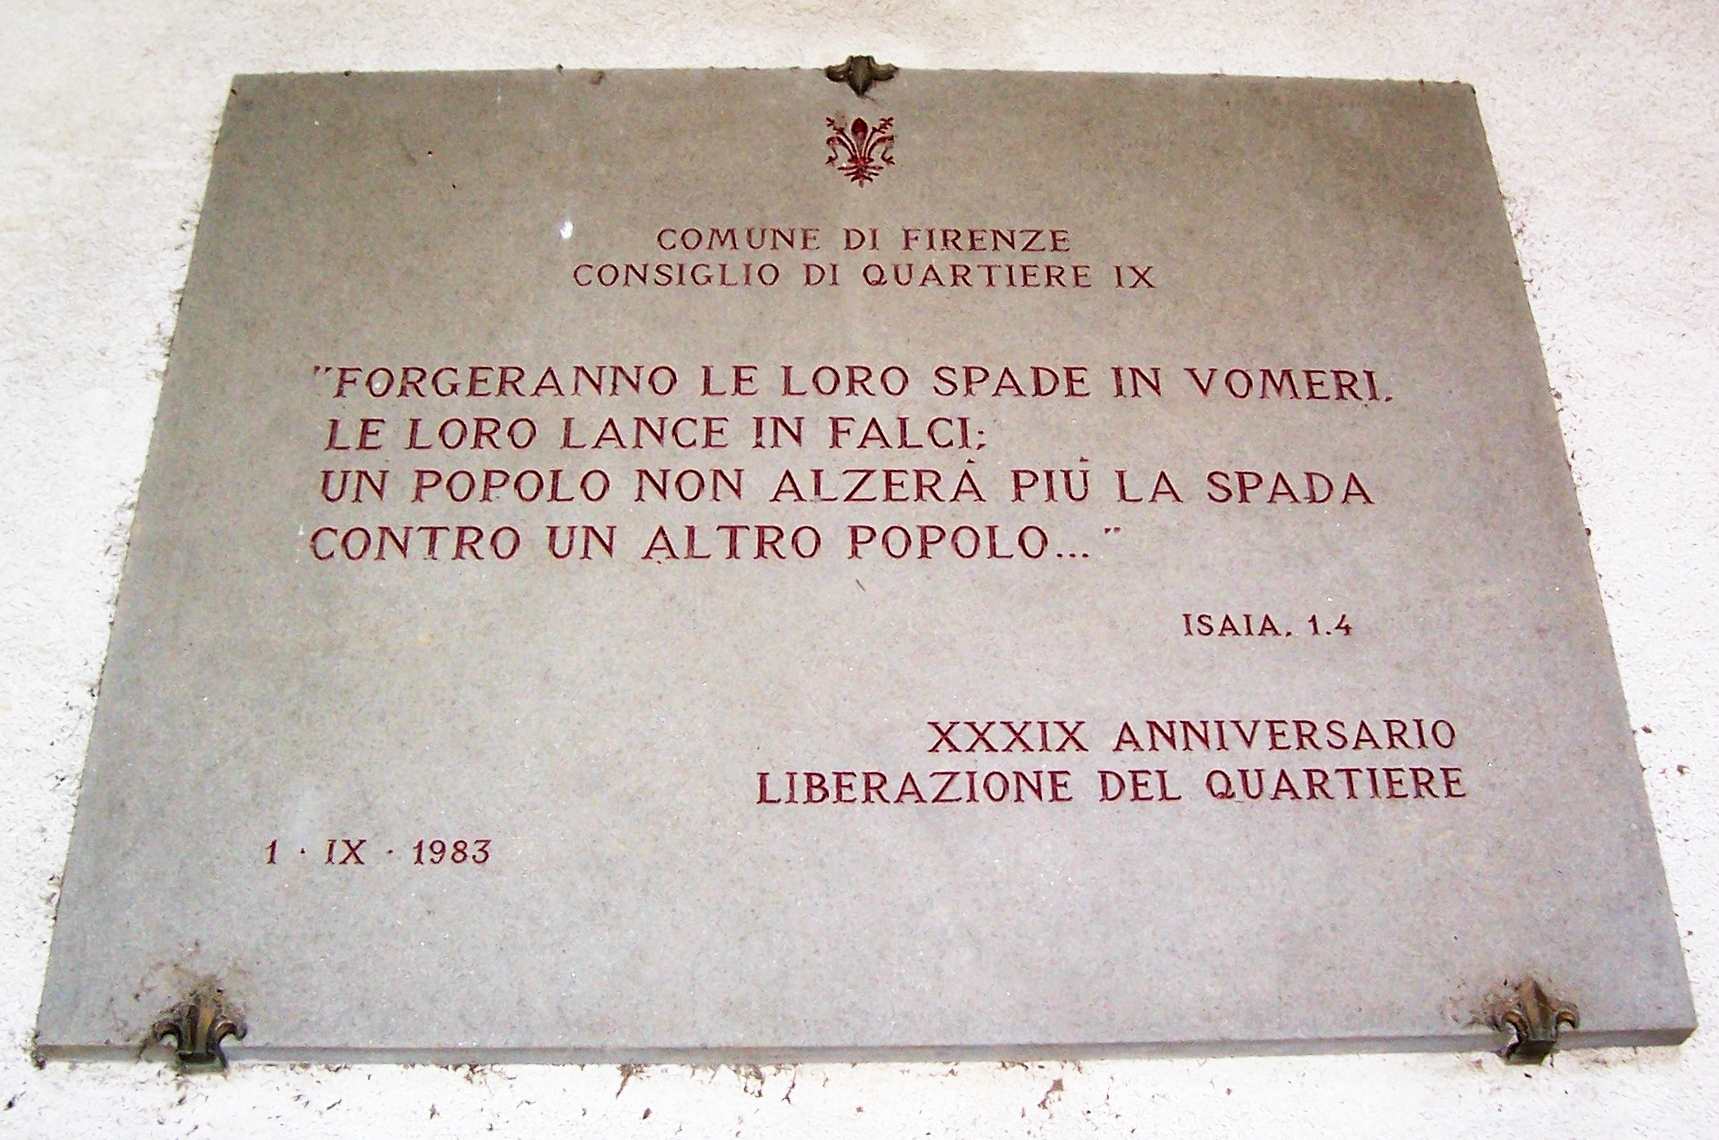 COMUNE DI FIRENZE
CONSIGLIO DI QUARTIERE IX
"FORGERANNO LE LORO SPADE IN VOMERI.
LE LORO LANCE IN FALCI;
UN POPOLO NON ALZERÁ PIÚ LA SPADA
CONTRO UN ALTRO POPOLO..."
ISAIA. 1.4
XXXIX ANNIVERSARIO
LIBERAZIONE DEL QUARTIERE
1 · IX · 1983